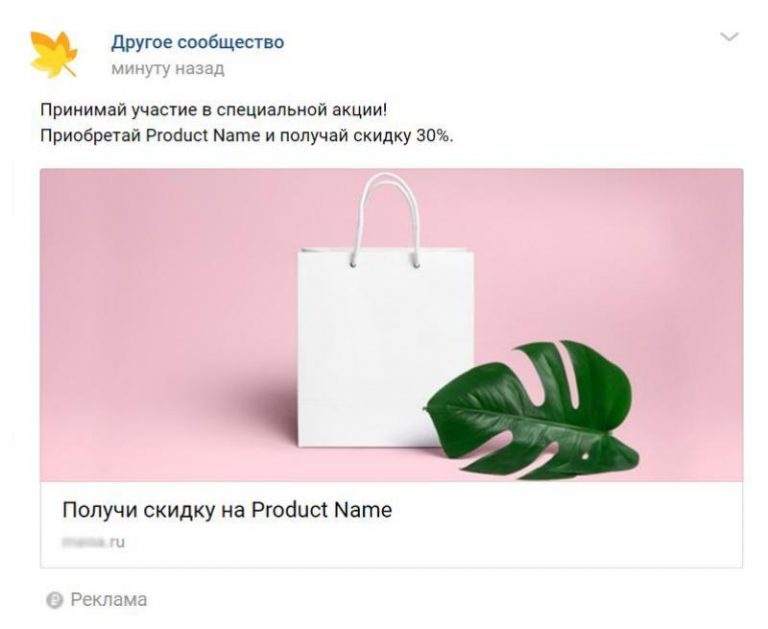 Другое сообщество
минуту назад
Принимай участие в специальной акции!
Приобретай Product Name и получай скидку 30%.
Получи скидку на Product Name
.ru
Реклама